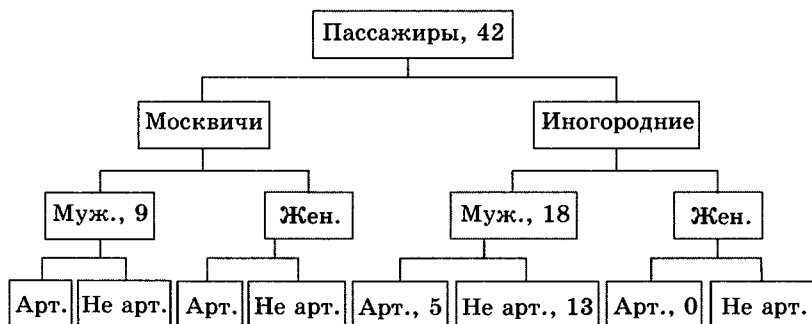 Пассажиры, 42
Москвичи
Иногородние
Муж., 9
Жен.
Муж., 18
Жен.
Арт.
Не арт.
Арт.
Не арт.
Арт., 5
Не арт., 13
Арт., 0
Не арт.